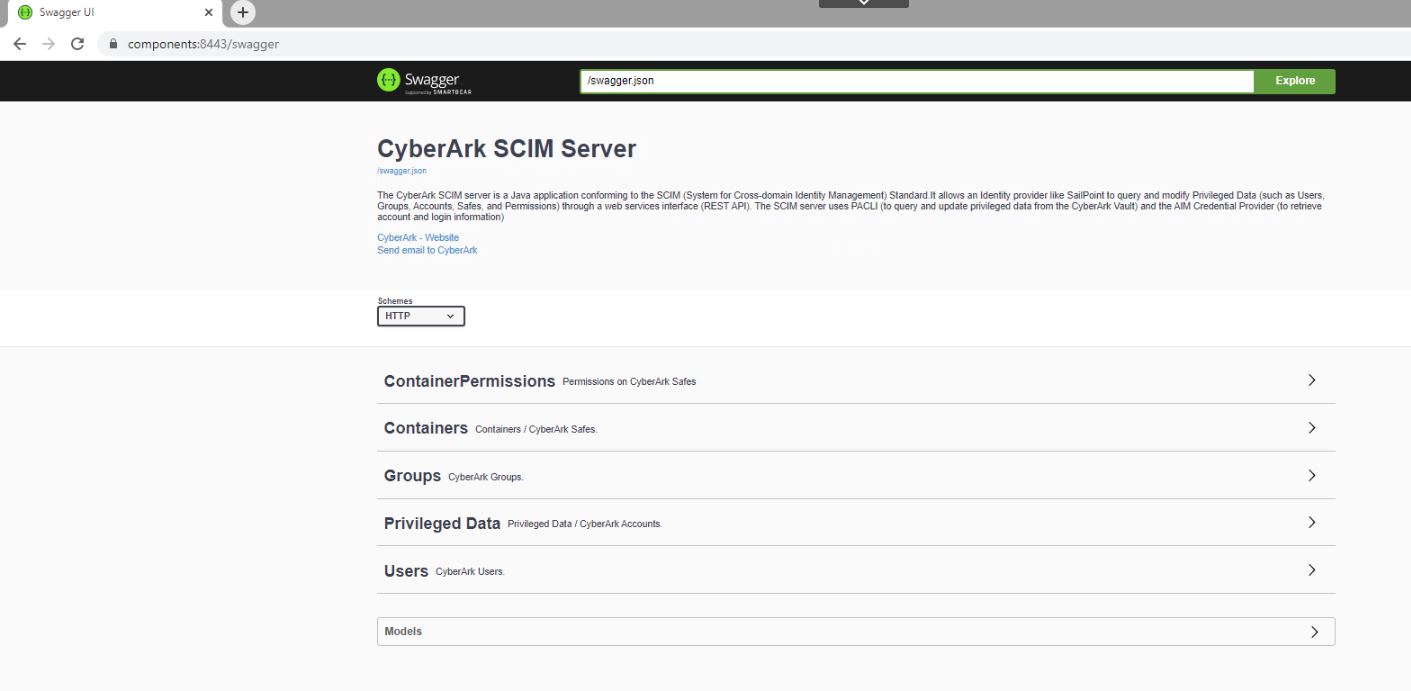 Swagger UI
components:8443/swagger
Swagger
Supported by SMARTBEAR
/swagger.json
Explore
CyberArk SCIM Server
/swagger.json
The CyberArk SCIM server is a Java application conforming to the SCIM (System for Cross-domain Identity Management) Standard.It allows an Identity provider like SailPoint to query and modify Privileged Data (such as Users,
Groups, Accounts, Safes, and Permissions) through a web services interface (REST API). The SCIM server uses PACLI (to query and update privileged data from the CyberArk Vault) and the AIM Credential Provider (to retrieve
account and login information)
CyberArk - Website
Send email to CyberArk
Schemes
HTTP
ContainerPermissions Permissions on CyberArk Safes
Containers Containers / CyberArk Safes.
Groups CyberArk Groups.
Privileged Data Privileged Data / CyberArk Accounts.
Users CyberArk Users.
Models